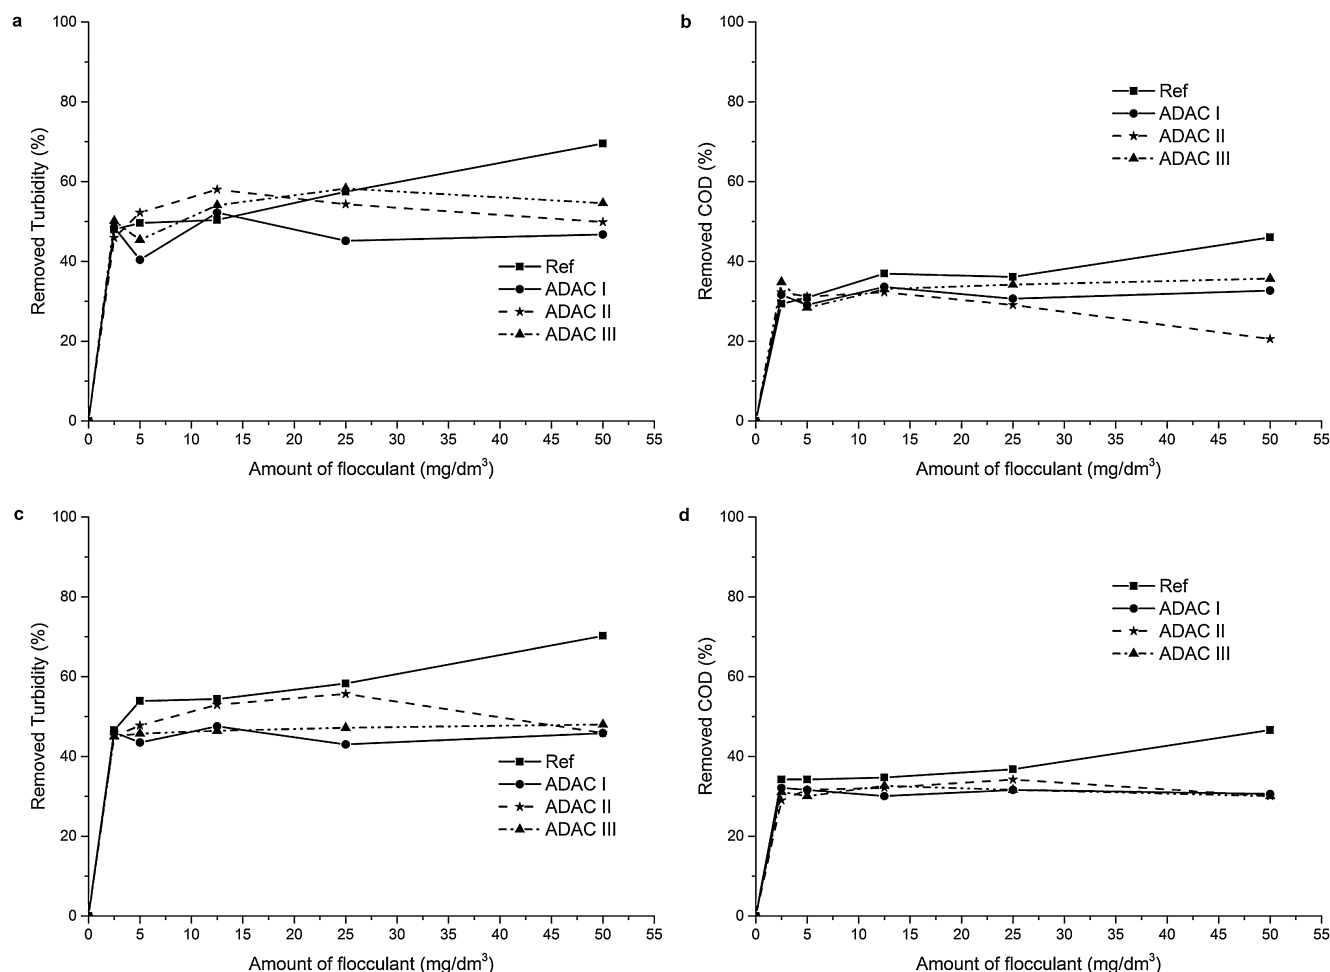 a
100
80
60
40
20
0
Removed Turbidity (%)
Ref
ADAC I
ADAC II
ADAC III
0 5 10 15 20 25 30 35 40 45 50 55
Amount of flocculant (mg/dm³)
b
100
80
60
40
20
0
Removed COD (%)
Ref
ADAC I
ADAC II
ADAC III
0 5 10 15 20 25 30 35 40 45 50 55
Amount of flocculant (mg/dm³)
c
100
80
60
40
20
0
Removed Turbidity (%)
Ref
ADAC I
ADAC II
ADAC III
0 5 10 15 20 25 30 35 40 45 50 55
Amount of flocculant (mg/dm³)
d
100
80
60
40
20
0
Removed COD (%)
Ref
ADAC I
ADAC II
ADAC III
0 5 10 15 20 25 30 35 40 45 50 55
Amount of flocculant (mg/dm³)